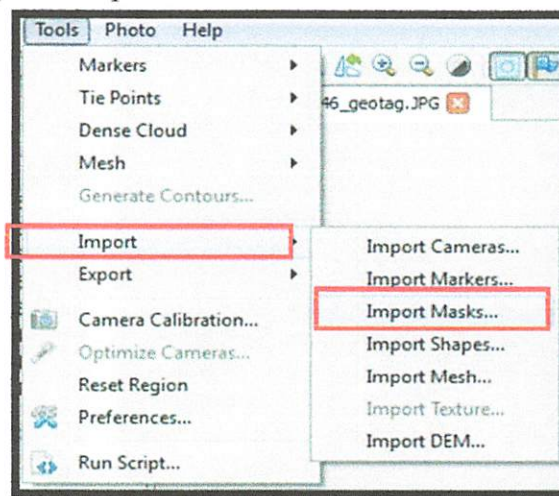 Tools Photo Help
Markers
Tie Points
46_geotag.JPG
Dense Cloud
Mesh
Generate Contours...
Import
Export
Camera Calibration...
Optimize Cameras...
Reset Region
Preferences...
Run Script...
Import Cameras...
Import Markers...
Import Masks...
Import Shapes...
Import Mesh...
Import Texture...
Import DEM...